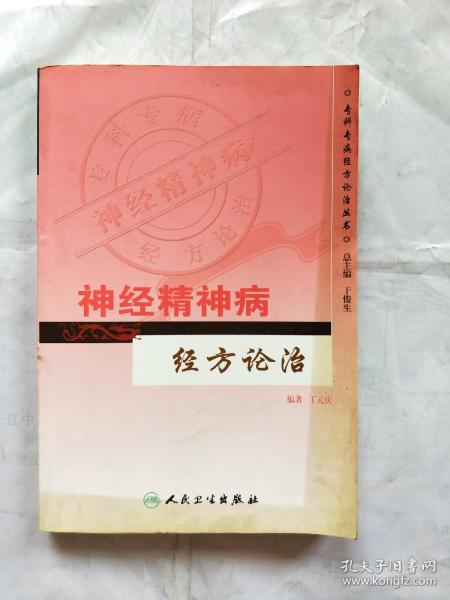 专科专病
神经精神病
经方论治
神经精神病
经方论治
编著 丁元庆
专科专病经方论治丛书
总主编 于俊生
人民卫生出版社
孔夫子旧书网
www.kongfz.com